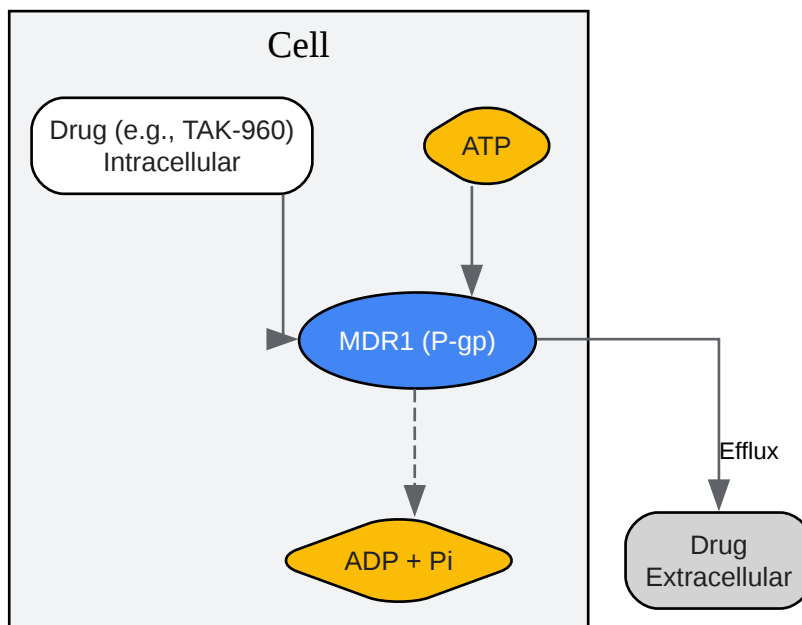 Cell
Drug (e.g., TAK-960)
Intracellular
ATP
MDR1 (P-gp)
Efflux
ADP + Pi
Drug
Extracellular